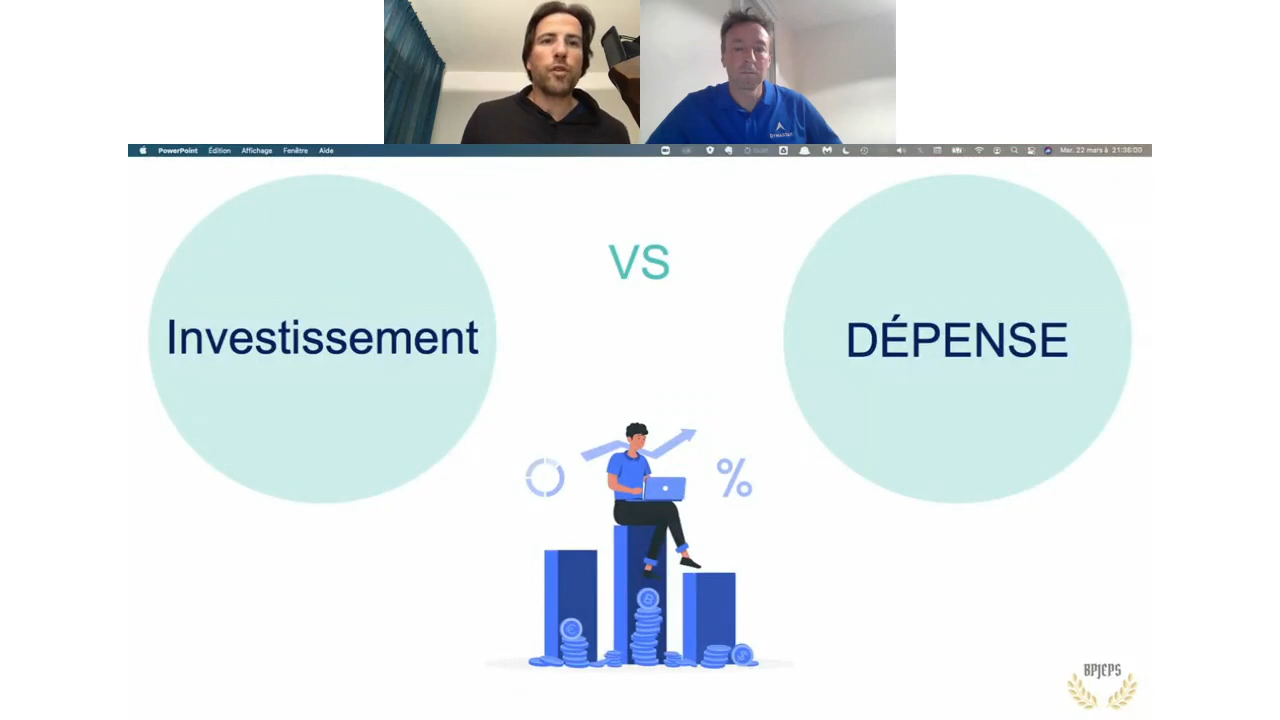 PowerPoint Édition Affichage Fenêtre Aide Mar. 22 mars à 21:36:00
VS
Investissement
DÉPENSE
%
BPJEPS